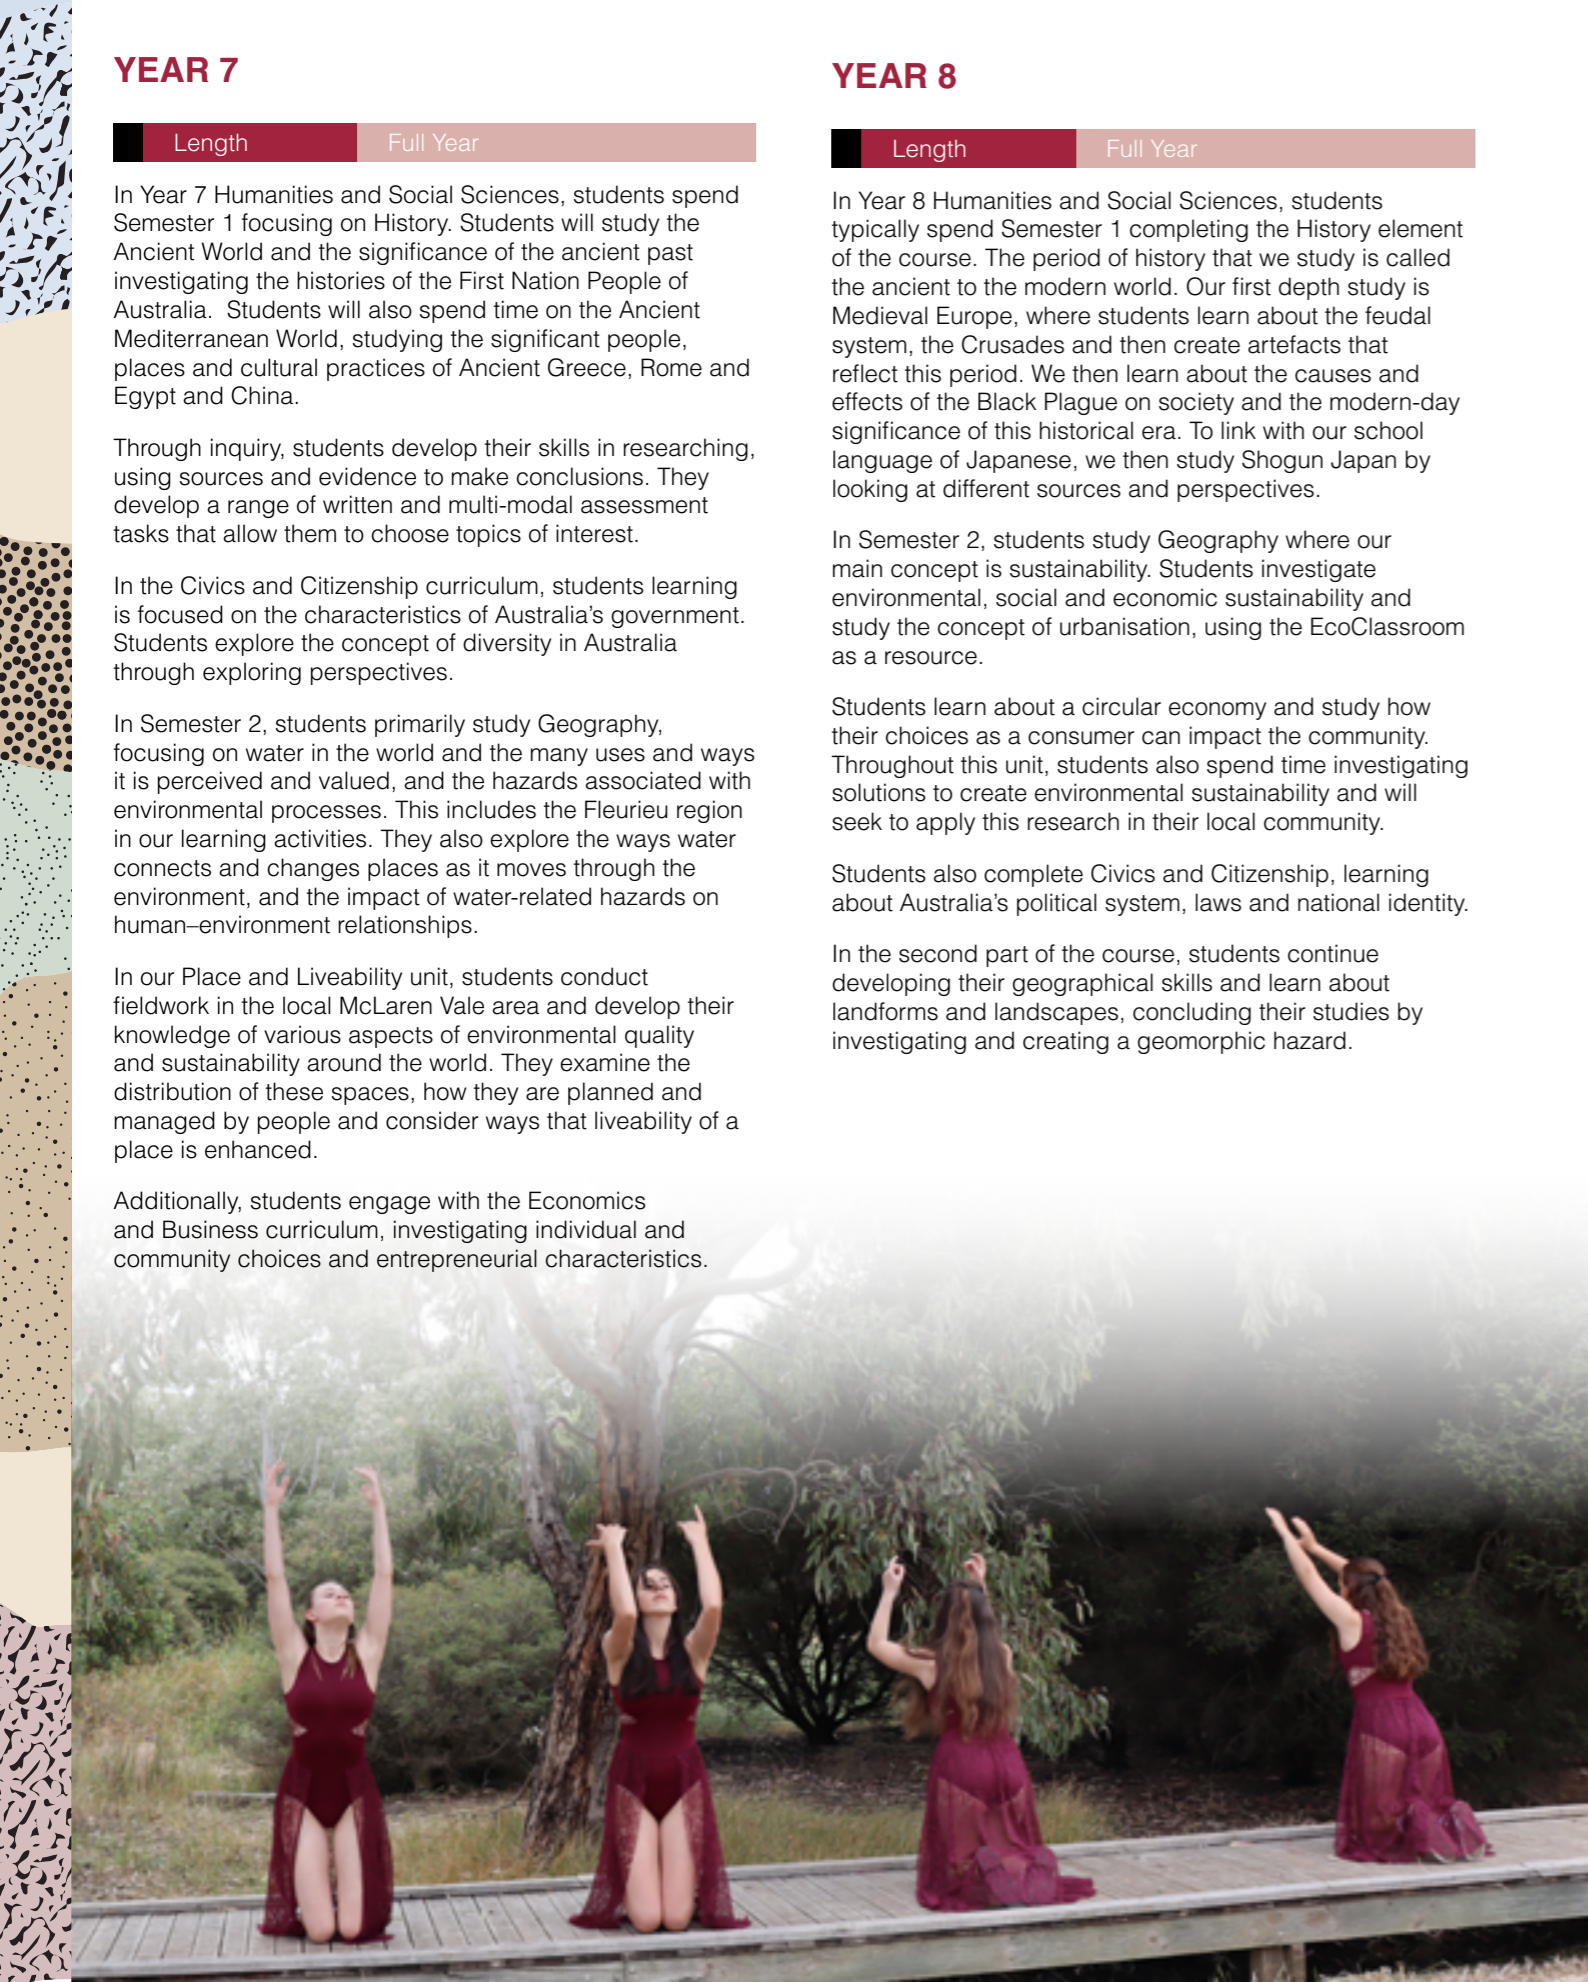 YEAR 7
Length
Full Year
In Year 7 Humanities and Social Sciences, students spend
Semester 1 focusing on History. Students will study the
Ancient World and the significance of the ancient past
investigating the histories of the First Nation People of
Australia.  Students will also spend time on the Ancient
Mediterranean World, studying the significant people,
places and cultural practices of Ancient Greece, Rome and
Egypt and China.
Through inquiry, students develop their skills in researching,
using sources and evidence to make conclusions. They
develop a range of written and multi-modal assessment
tasks that allow them to choose topics of interest.
In the Civics and Citizenship curriculum, students learning
is focused on the characteristics of Australia’s government.
Students explore the concept of diversity in Australia
through exploring perspectives.
In Semester 2, students primarily study Geography,
focusing on water in the world and the many uses and ways
it is perceived and valued, and the hazards associated with
environmental processes. This includes the Fleurieu region
in our learning activities. They also explore the ways water
connects and changes places as it moves through the
environment, and the impact of water-related hazards on
human–environment relationships.
In our Place and Liveability unit, students conduct
fieldwork in the local McLaren Vale area and develop their
knowledge of various aspects of environmental quality
and sustainability around the world. They examine the
distribution of these spaces, how they are planned and
managed by people and consider ways that liveability of a
place is enhanced.
Additionally, students engage with the Economics
and Business curriculum, investigating individual and
community choices and entrepreneurial characteristics.
YEAR 8
Length
Full Year
In Year 8 Humanities and Social Sciences, students
typically spend Semester 1 completing the History element
of the course. The period of history that we study is called
the ancient to the modern world. Our first depth study is
Medieval Europe, where students learn about the feudal
system, the Crusades and then create artefacts that
reflect this period. We then learn about the causes and
effects of the Black Plague on society and the modern-day
significance of this historical era. To link with our school
language of Japanese, we then study Shogun Japan by
looking at different sources and perspectives.
In Semester 2, students study Geography where our
main concept is sustainability. Students investigate
environmental, social and economic sustainability and
study the concept of urbanisation, using the EcoClassroom
as a resource.
Students learn about a circular economy and study how
their choices as a consumer can impact the community.
Throughout this unit, students also spend time investigating
solutions to create environmental sustainability and will
seek to apply this research in their local community.
Students also complete Civics and Citizenship, learning
about Australia’s political system, laws and national identity.
In the second part of the course, students continue
developing their geographical skills and learn about
landforms and landscapes, concluding their studies by
investigating and creating a geomorphic hazard.